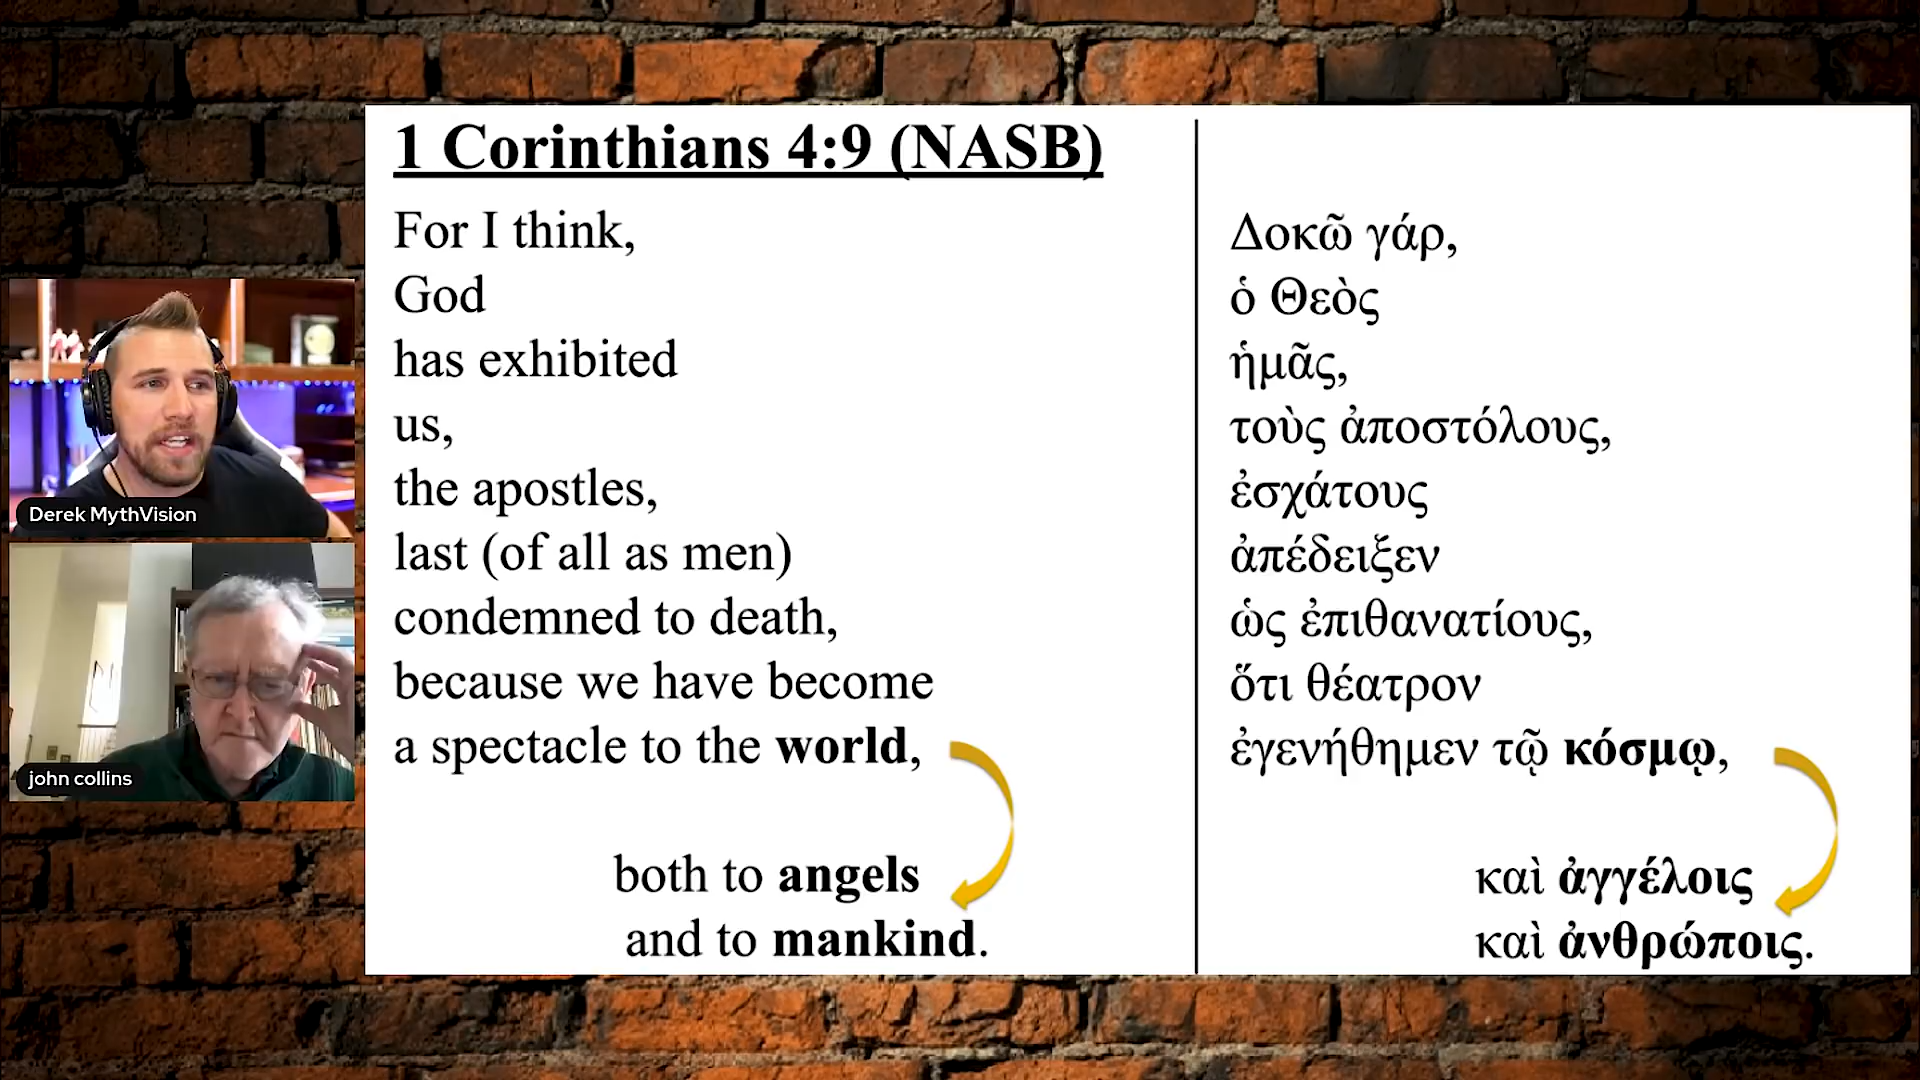 1 Corinthians 4:9 (NASB)
For I think,
God
has exhibited
us,
the apostles,
last (of all as men)
condemned to death,
because we have become
a spectacle to the world,
both to angels
and to mankind.
Δοκῶ γάρ,
ὁ Θεὸς
ἡμᾶς,
τοὺς ἀποστόλους,
ἐσχάτους
ἀπέδειξεν
ὡς ἐπιθανατίους,
ὅτι θέατρον
ἐγενήθημεν τῷ κόσμῳ,
καὶ ἀγγέλοις
καὶ ἀνθρώποις.
Derek MythVision
john collins